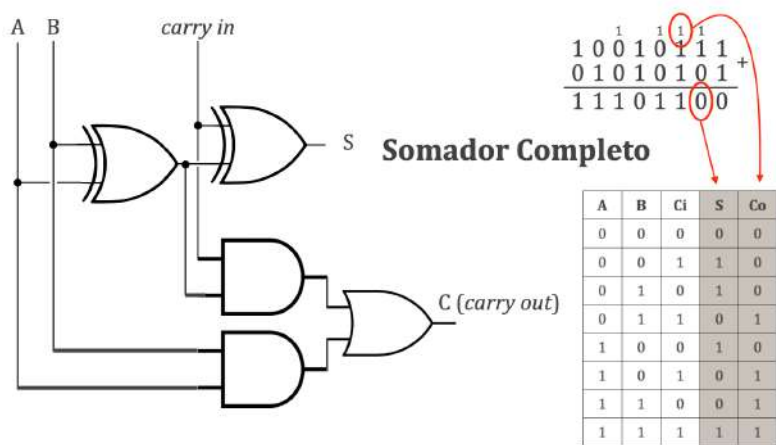 A B carry in
S
C (carry out)
Somador Completo
1 1 1 1
1 0 0 1 0 1 1 1
+
0 1 0 1 0 1 0 1
1 1 1 0 1 1 0 0
A B Ci S Co
0 0 0 0 0
0 0 1 1 0
0 1 0 1 0
0 1 1 0 1
1 0 0 1 0
1 0 1 0 1
1 1 0 0 1
1 1 1 1 1